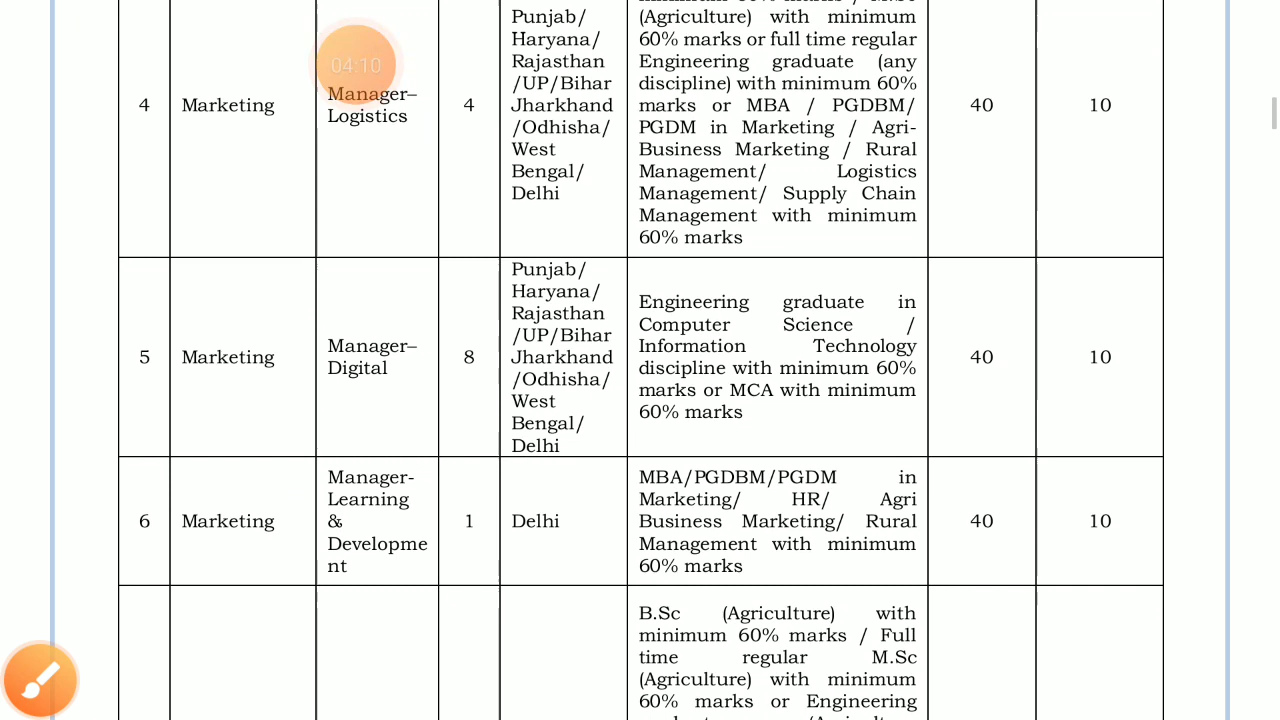 4
Marketing
Manager–
Logistics
4
Punjab/
Haryana/
Rajasthan
/UP/Bihar
Jharkhand
/Odhisha/
West
Bengal/
Delhi
(Agriculture) with minimum
60% marks or full time regular
Engineering graduate (any
discipline) with minimum 60%
marks or MBA / PGDBM/
PGDM in Marketing / Agri-
Business Marketing / Rural
Management/ Logistics
Management/ Supply Chain
Management with minimum
60% marks
40
10
04:10
5
Marketing
Manager–
Digital
8
Punjab/
Haryana/
Rajasthan
/UP/Bihar
Jharkhand
/Odhisha/
West
Bengal/
Delhi
Engineering graduate in
Computer Science /
Information Technology
discipline with minimum 60%
marks or MCA with minimum
60% marks
40
10
6
Marketing
Manager-
Learning
&
Developme
nt
1
Delhi
MBA/PGDBM/PGDM in
Marketing/ HR/ Agri
Business Marketing/ Rural
Management with minimum
60% marks
40
10
B.Sc (Agriculture) with
minimum 60% marks / Full
time regular M.Sc
(Agriculture) with minimum
60% marks or Engineering